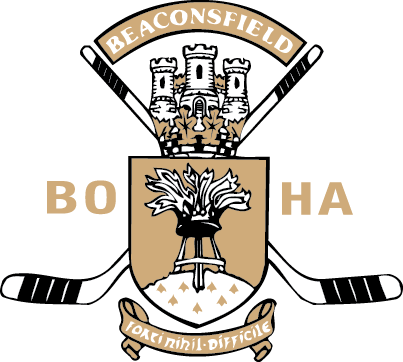 BEACONSFIELD
BO HA
FORTI NIHIL · DIFFICILE